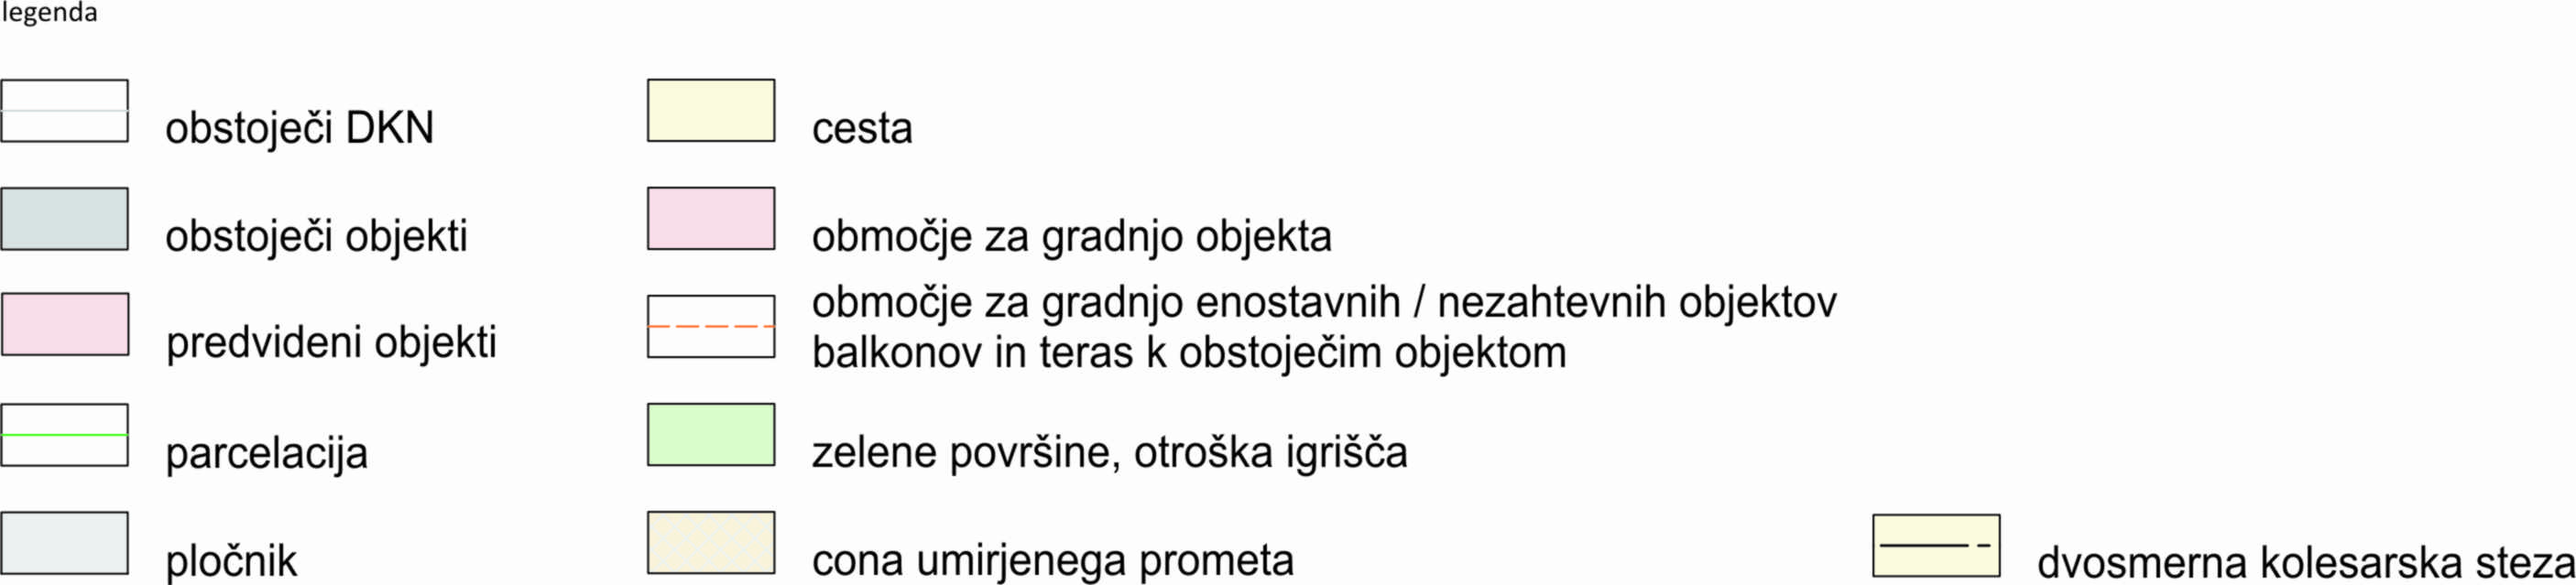 legenda
obstoječi DKN
obstoječi objekti
predvideni objekti
parcelacija
pločnik
cesta
območje za gradnjo objekta
območje za gradnjo enostavnih / nezahtevnih objektov
balkonov in teras k obstoječim objektom
zelene površine, otroška igrišča
cona umirjenega prometa
dvosmerna kolesarska steza